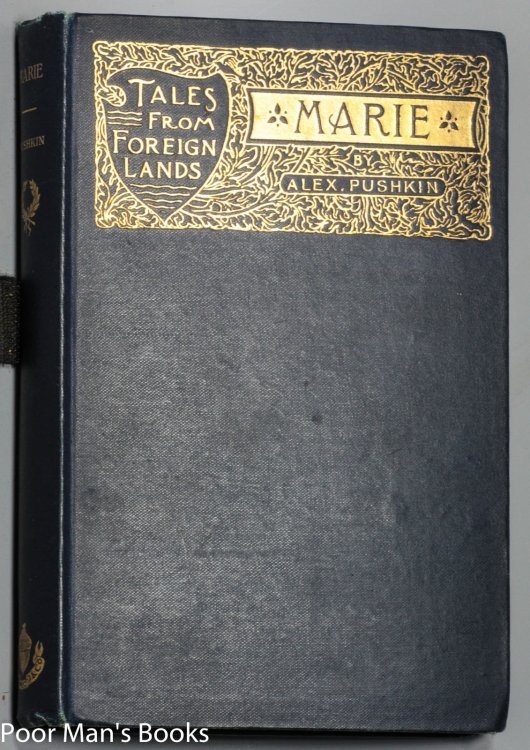 TALES
FROM
FOREIGN
LANDS
MARIE
BY
ALEX. PUSHKIN
MARIE
PUSHKIN
Poor Man's Books